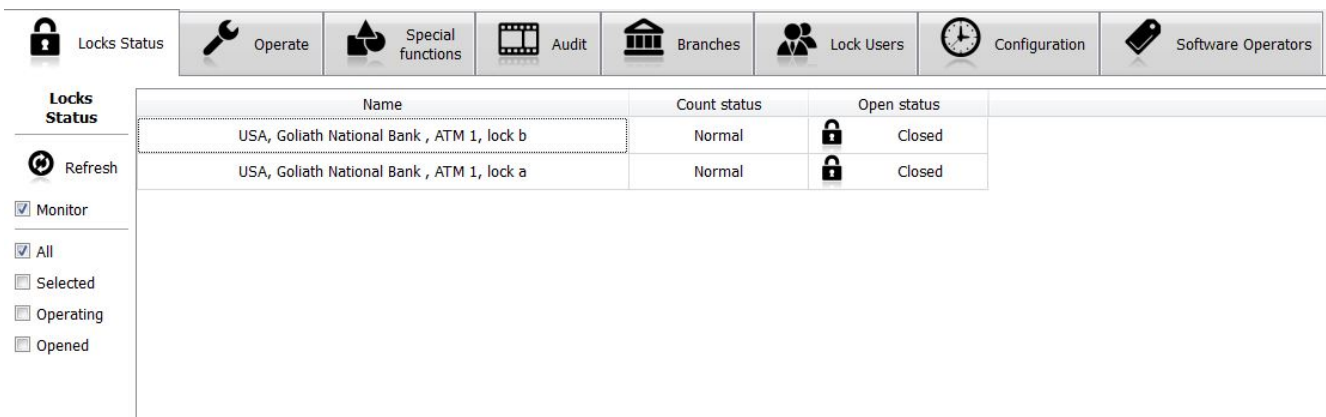 Locks Status
Operate
Special
functions
Audit
Branches
Lock Users
Configuration
Software Operators
Locks
Status
Name Count status Open status
USA, Goliath National Bank , ATM 1, lock b Normal Closed
Refresh
USA, Goliath National Bank , ATM 1, lock a Normal Closed
Monitor
All
Selected
Operating
Opened